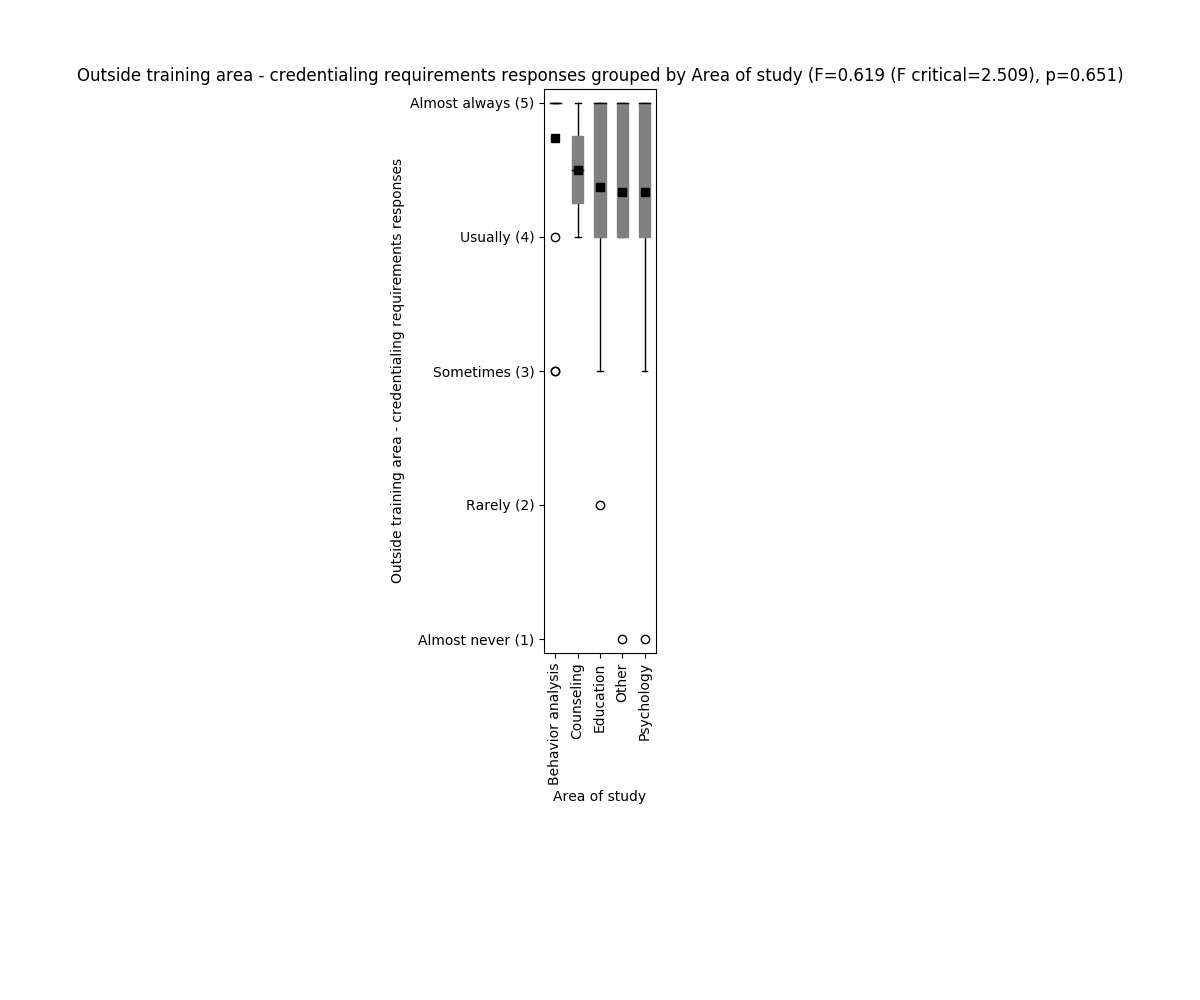 Outside training area - credentialing requirements responses grouped by Area of study (F=0.619 (F critical=2.509), p=0.651)
Outside training area - credentialing requirements responses
Almost always (5)
Usually (4)
Sometimes (3)
Rarely (2)
Almost never (1)
Behavior analysis
Counseling
Education
Other
Psychology
Area of study